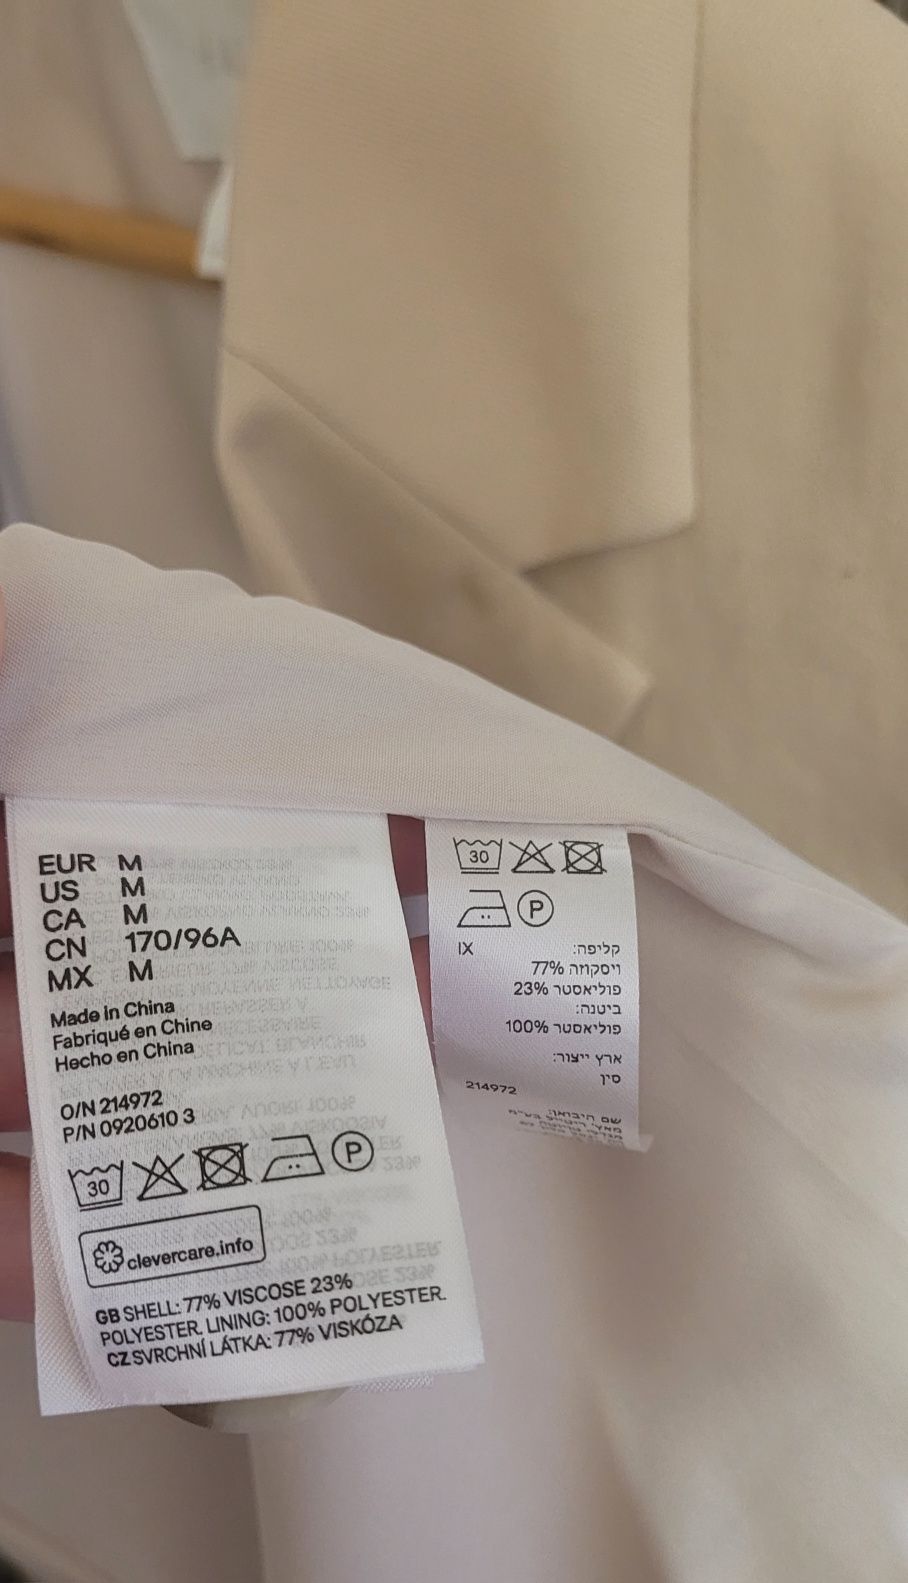 EUR M
US M
CA M
CN 170/96A
MX M
Made in China
Fabriqué en Chine
Hecho en China
O/N 214972
P/N 0920610 3
30
P
clevercare.info
GB SHELL: 77% VISCOSE 23%
POLYESTER. LINING: 100% POLYESTER.
CZ SVRCHNÍ LÁTKA: 77% VISKÓZA
30
P
IX
קליפה:
ויסקוזה 77%
פוליאסטר 23%
ביטנה:
פוליאסטר 100%
ארץ ייצור:
סין
214972
שם היבואן: